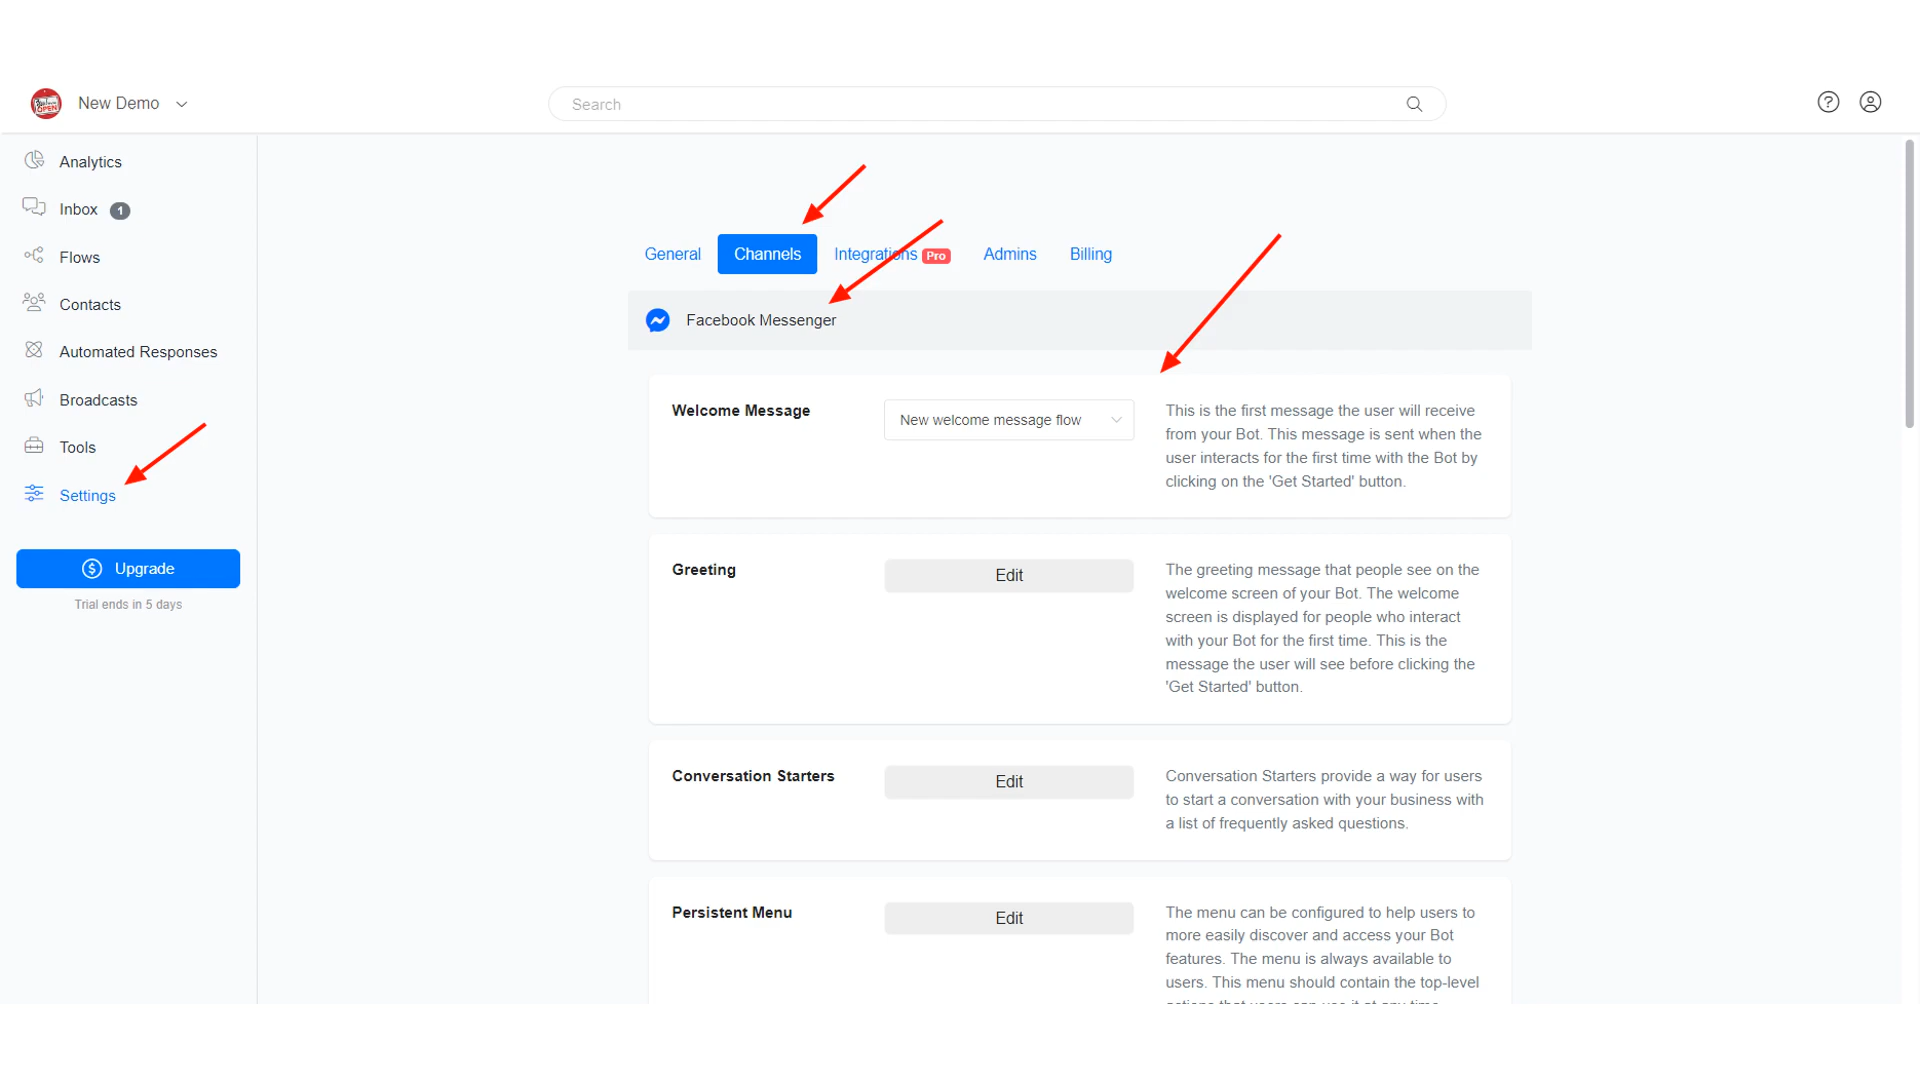 New Demo
Search
Analytics
Inbox 1
Flows
Contacts
Automated Responses
Broadcasts
Tools
Settings
Upgrade
Trial ends in 5 days
General Channels Integrations Pro Admins Billing
Facebook Messenger
Welcome Message
New welcome message flow
This is the first message the user will receive
from your Bot. This message is sent when the
user interacts for the first time with the Bot by
clicking on the 'Get Started' button.
Greeting
Edit
The greeting message that people see on the
welcome screen of your Bot. The welcome
screen is displayed for people who interact
with your Bot for the first time. This is the
message the user will see before clicking the
'Get Started' button.
Conversation Starters
Edit
Conversation Starters provide a way for users
to start a conversation with your business with
a list of frequently asked questions.
Persistent Menu
Edit
The menu can be configured to help users to
more easily discover and access your Bot
features. The menu is always available to
users. This menu should contain the top-level